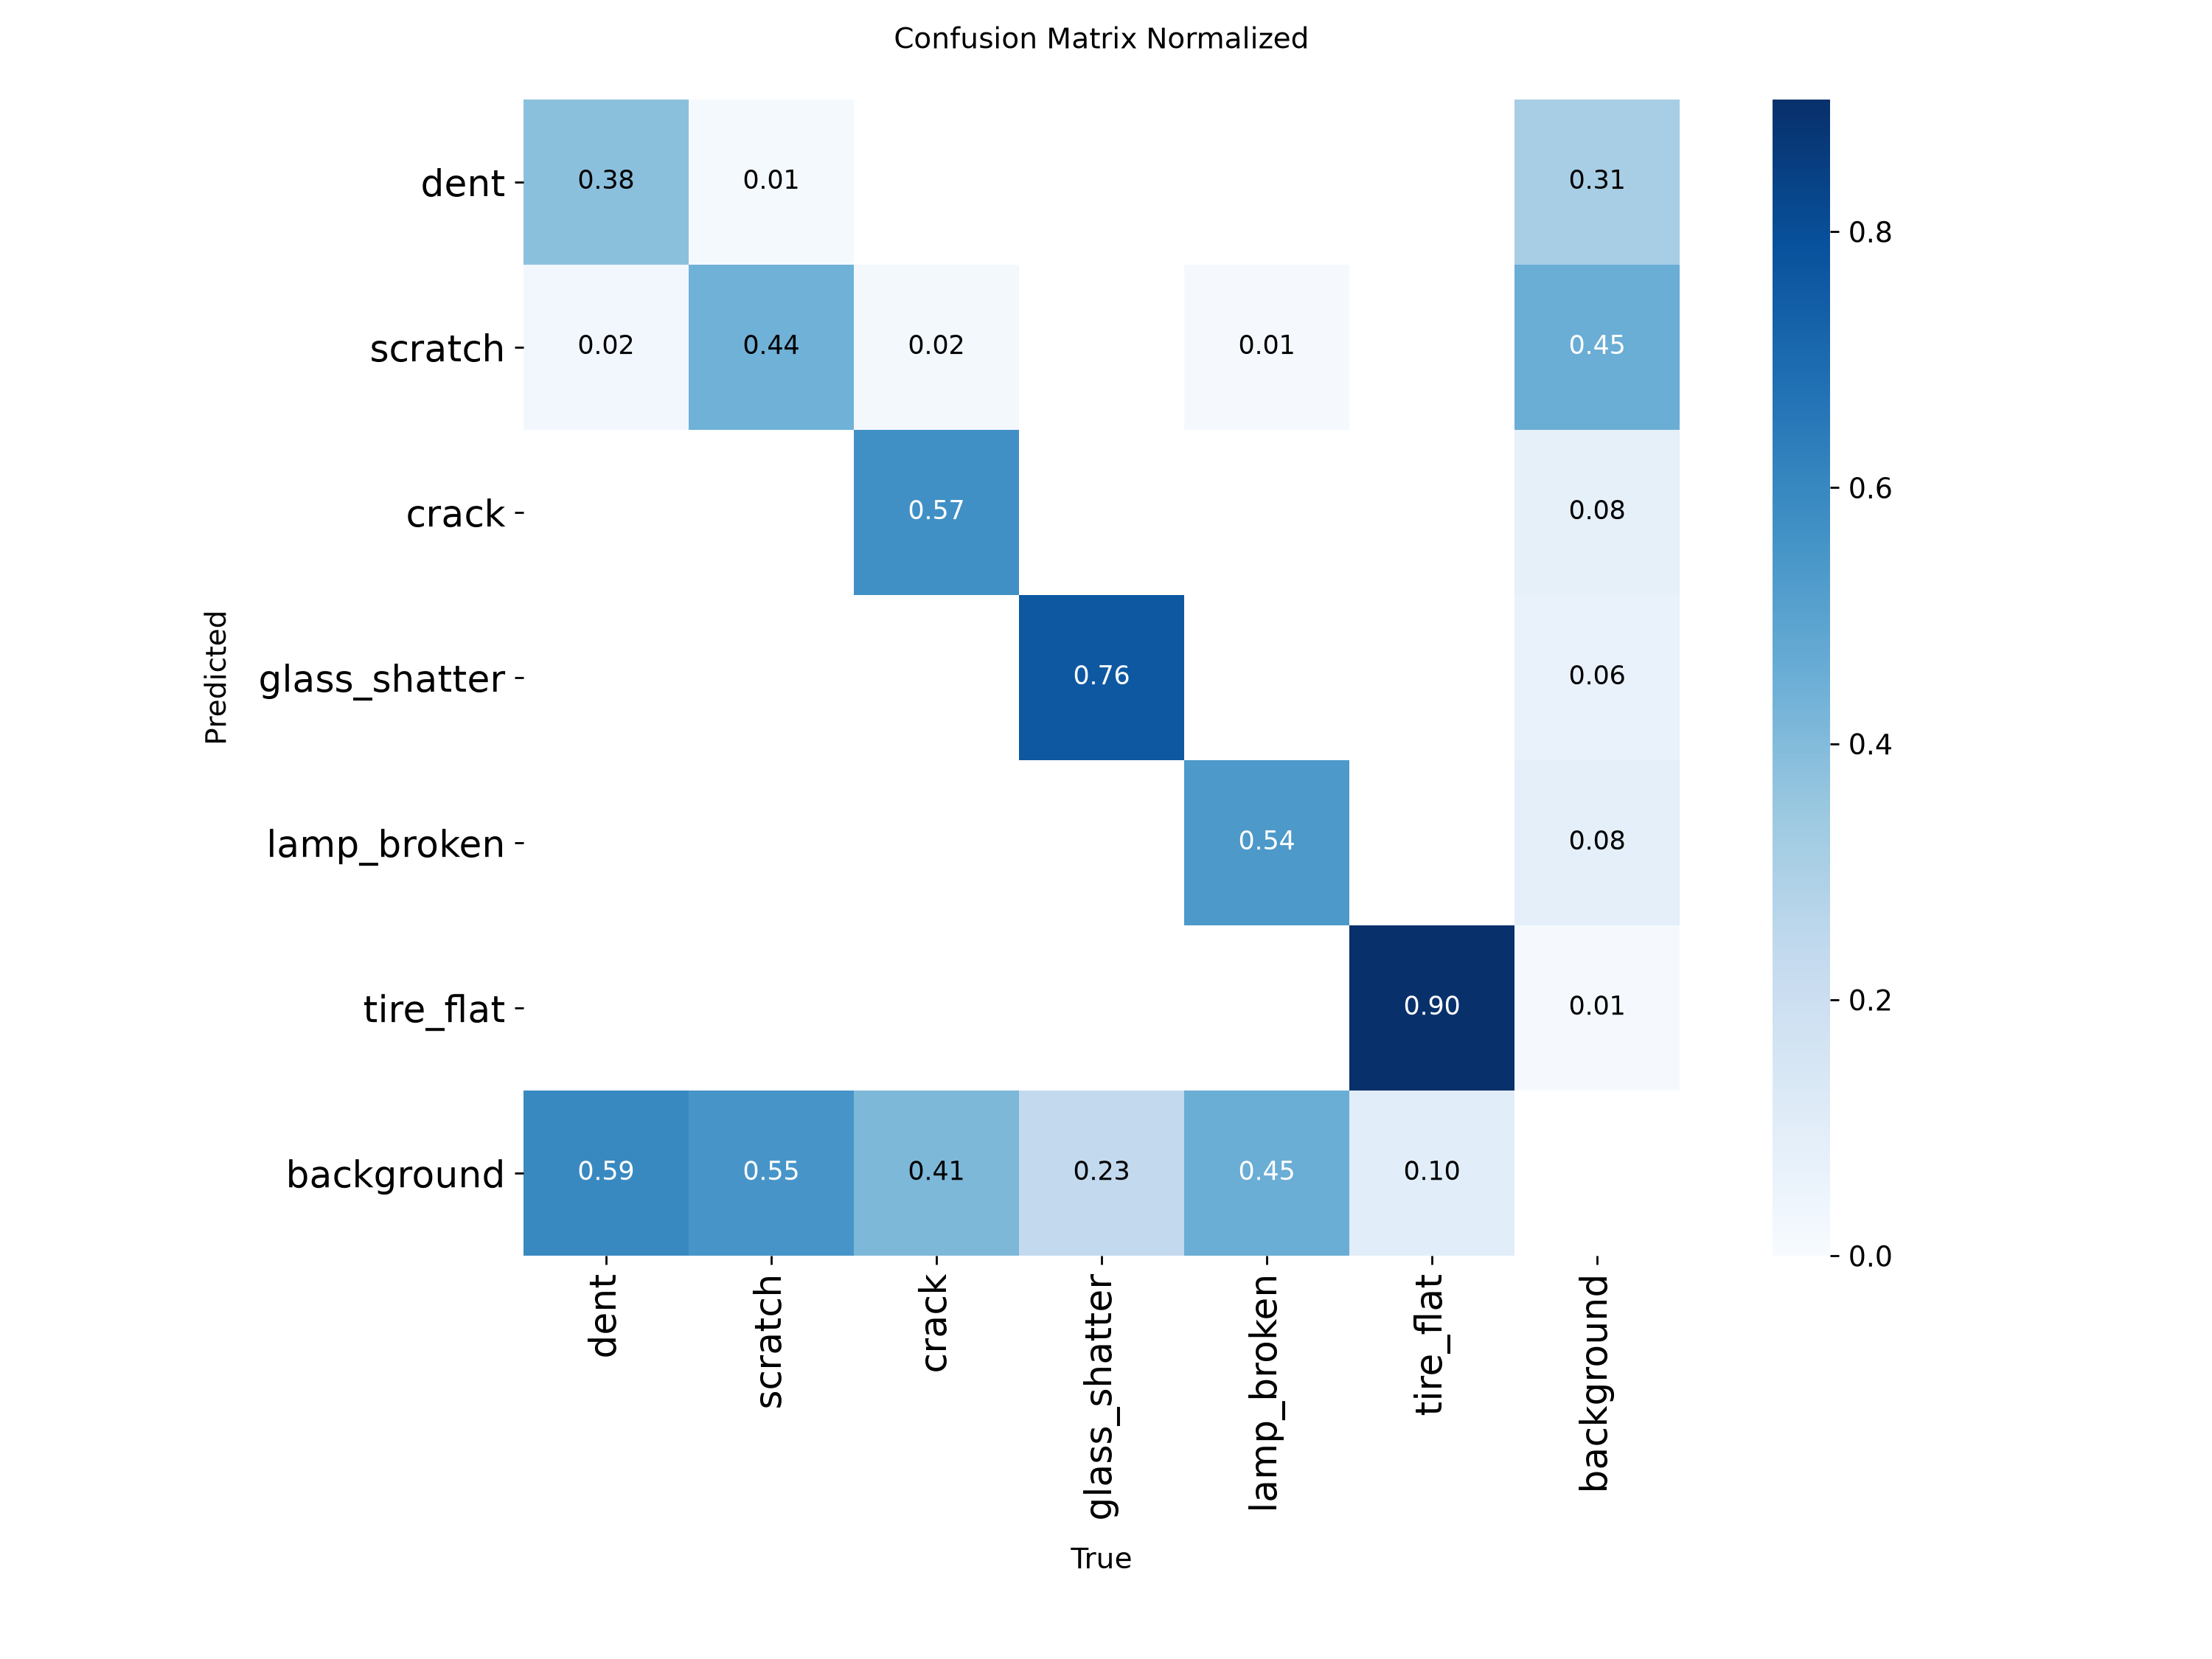 Confusion Matrix Normalized
dent
0.38
0.01
0.31
0.8
scratch
0.02
0.44
0.02
0.01
0.45
0.6
crack
0.57
0.08
Predicted
glass_shatter
0.76
0.06
0.4
lamp_broken
0.54
0.08
tire_flat
0.90
0.01
0.2
background
0.59
0.55
0.41
0.23
0.45
0.10
0.0
dent
scratch
crack
glass_shatter
lamp_broken
tire_flat
background
True